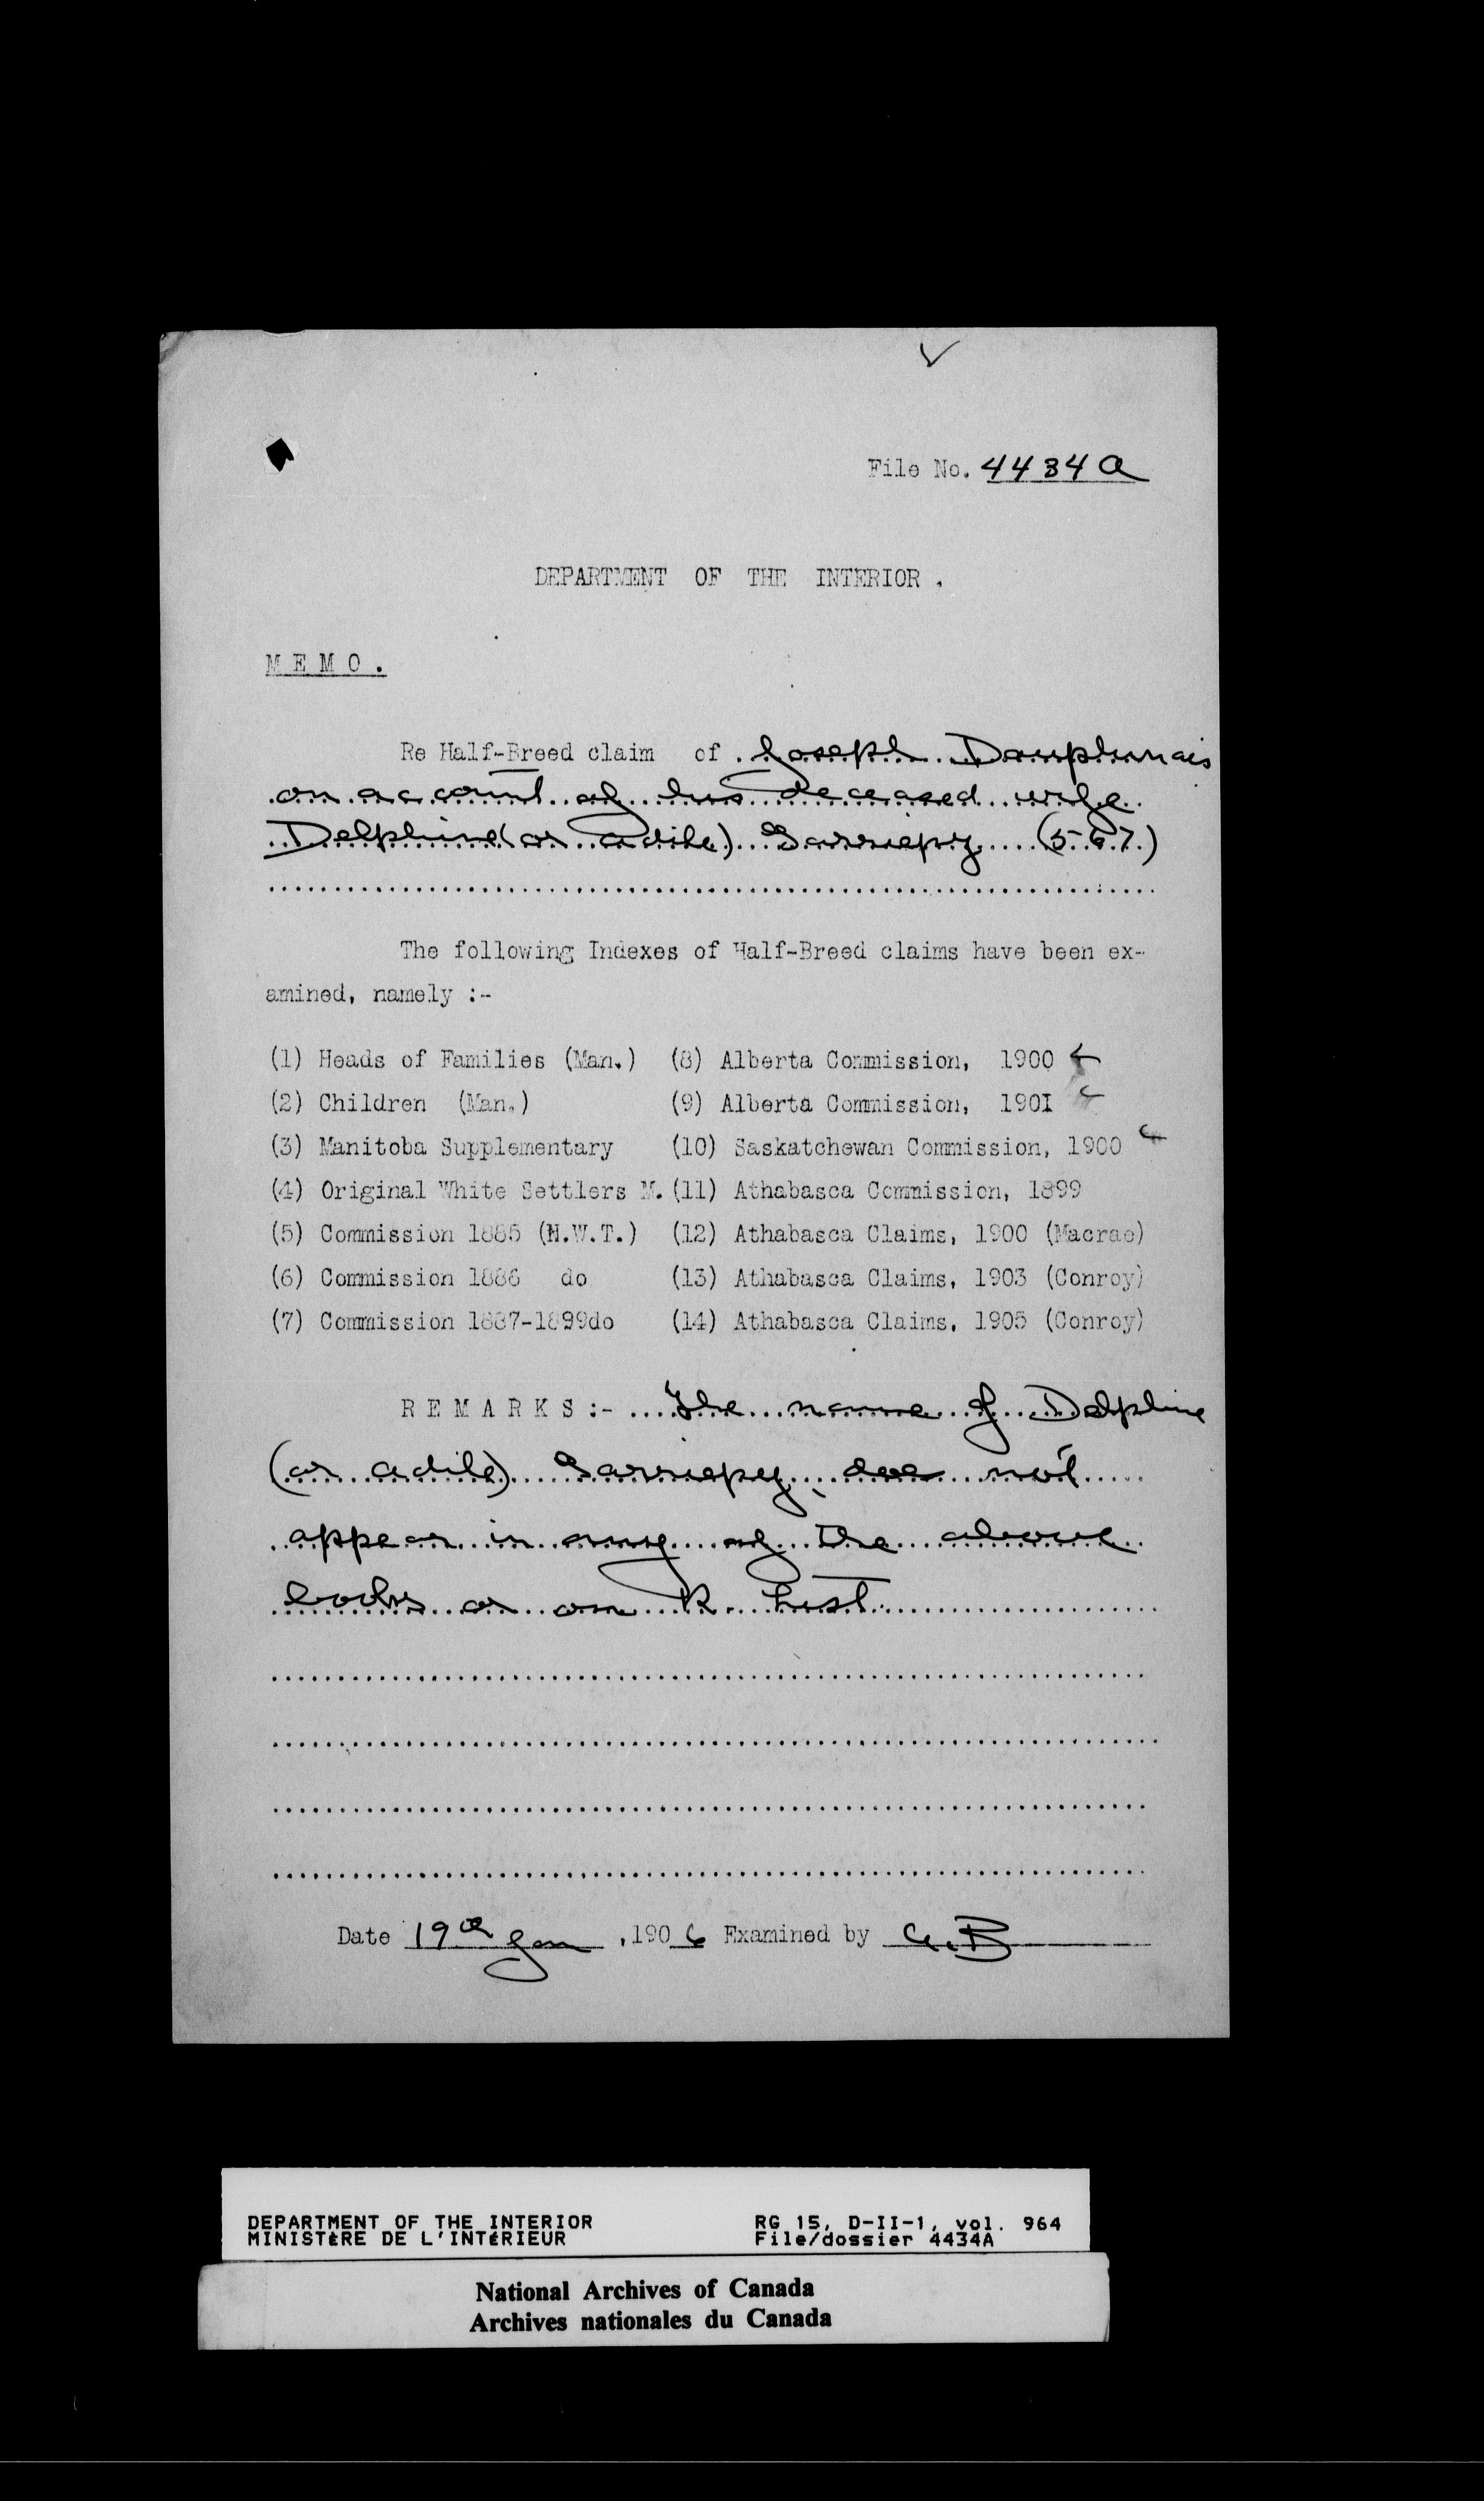 File No. 4434 A
DEPARTMENT OF THE INTERIOR.
MEMO.
Re Half-Breed claim of Joseph Dauphinais
on account of his deceased wife
Delphine (or Adile) Garriepy (5.6.7.)
The following Indexes of Half-Breed claims have been ex-
amined, namely :-
(1) Heads of Families (Man.) (8) Alberta Commission, 1900
(2) Children (Man.) (9) Alberta Commission, 190I
(3) Manitoba Supplementary (10) Saskatchewan Commission, 1900
(4) Original White Settlers M. (11) Athabasca Commission, 1899
(5) Commission 1885 (N.W.T.) (12) Athabasca Claims, 1900 (Macrae)
(6) Commission 1886 do (13) Athabasca Claims, 1903 (Conroy)
(7) Commission 1887-1899do (14) Athabasca Claims, 1905 (Conroy)
REMARKS :- The name of Delphine
(or Adile) Garriepy does not
appear in any of the above
books or on R. List
Date 19th Jan, 1906 Examined by G.B
DEPARTMENT OF THE INTERIOR RG 15, D-II-1, vol. 964
MINISTÈRE DE L'INTÉRIEUR File/dossier 4434A
National Archives of Canada
Archives nationales du Canada